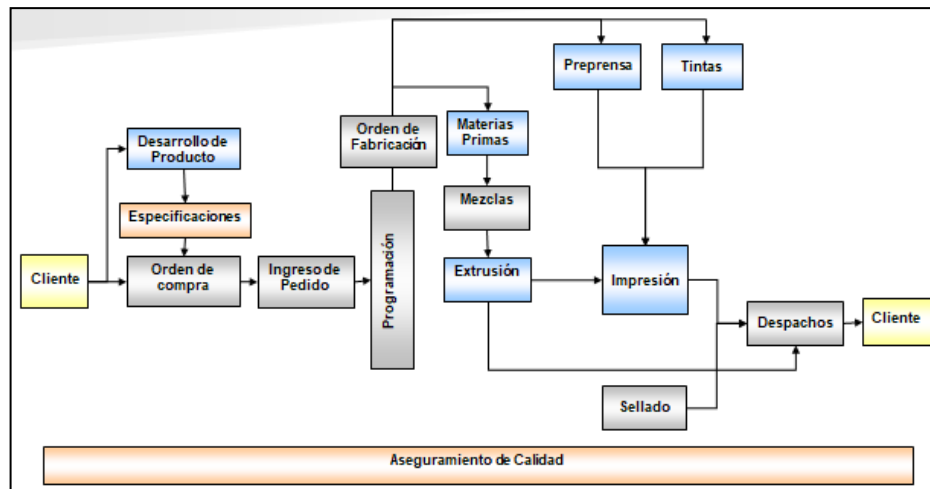 Preprensa
Tintas
Orden de
Fabricación
Materias
Primas
Desarrollo de
Producto
Mezclas
Especificaciones
Programación
Cliente
Orden de
compra
Ingreso de
Pedido
Extrusión
Impresión
Despachos
Cliente
Sellado
Aseguramiento de Calidad